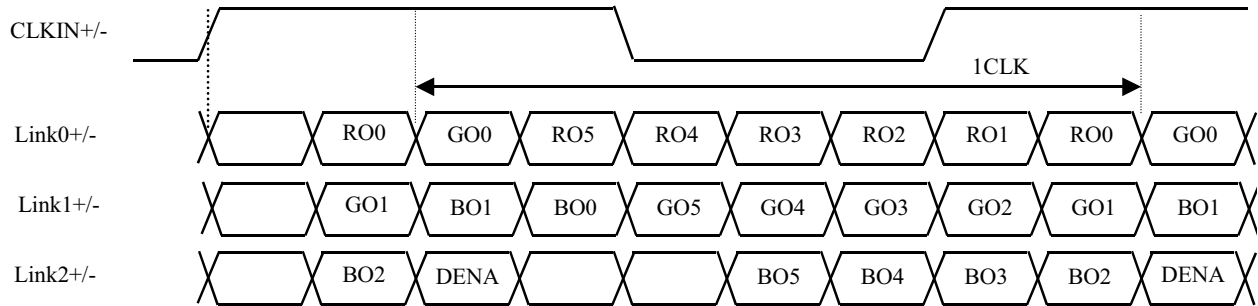 CLKIN+/-
1CLK
Link0+/- RO0 GO0 RO5 RO4 RO3 RO2 RO1 RO0 GO0
Link1+/- GO1 BO1 BO0 GO5 GO4 GO3 GO2 GO1 BO1
Link2+/- BO2 DENA BO5 BO4 BO3 BO2 DENA